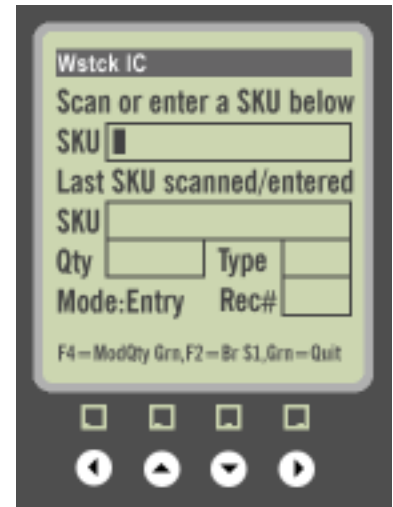 Wstck IC
Scan or enter a SKU below
SKU
Last SKU scanned/entered
SKU
Qty Type
Mode:Entry Rec#
F4=ModQty Grn,F2=Br S1,Grn=Quit